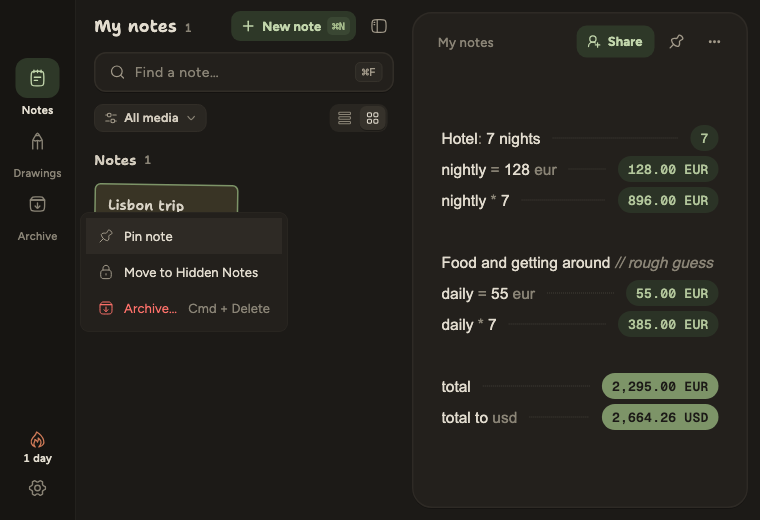 Notes
Drawings
Archive
1 day
My notes 1
New note ⌘N
Find a note... ⌘F
All media
Notes 1
Lisbon trip
Pin note
Move to Hidden Notes
Archive... Cmd + Delete
My notes
Share
Hotel: 7 nights 7
nightly = 128 eur 128.00 EUR
nightly * 7 896.00 EUR
Food and getting around // rough guess
daily = 55 eur 55.00 EUR
daily * 7 385.00 EUR
total 2,295.00 EUR
total to usd 2,664.26 USD